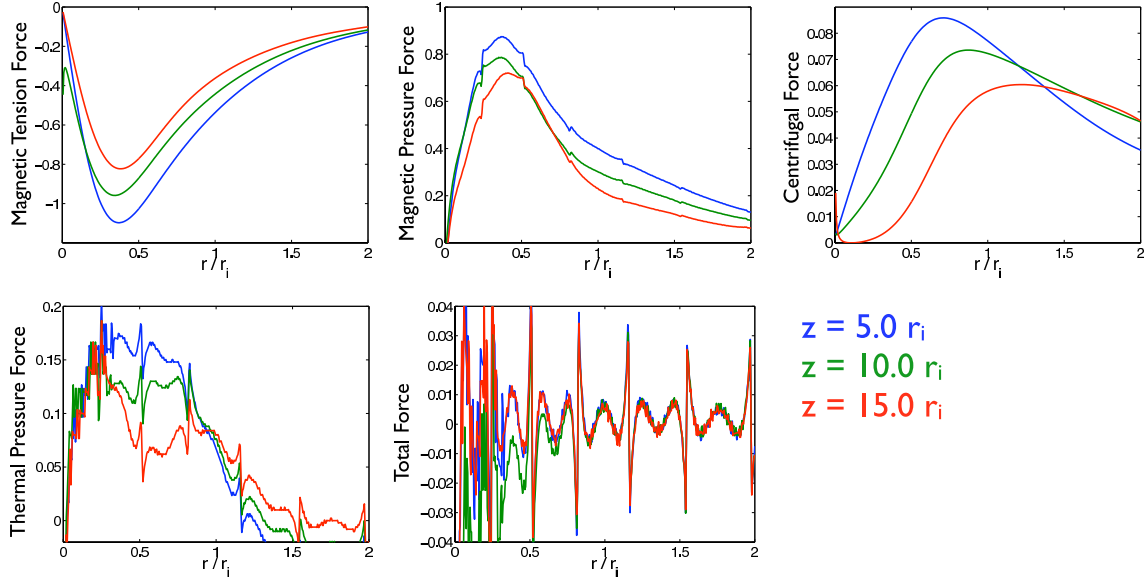 Magnetic Tension Force
0
−0.2
−0.4
−0.6
−0.8
−1
0 0.5 1 1.5 2
r/r_i
Magnetic Pressure Force
1
0.8
0.6
0.4
0.2
0
0 0.5 1 1.5 2
r/r_i
Centrifugal Force
0.09
0.08
0.07
0.06
0.05
0.04
0.03
0.02
0.01
0
0 0.5 1 1.5 2
r/r_i
Thermal Pressure Force
0.2
0.15
0.1
0.05
0
0 0.5 1 1.5 2
r/r_i
Total Force
0.04
0.03
0.02
0.01
0
−0.01
−0.02
−0.03
−0.04
0 0.5 1 1.5 2
r/r_i
z = 5.0 r_i
z = 10.0 r_i
z = 15.0 r_i